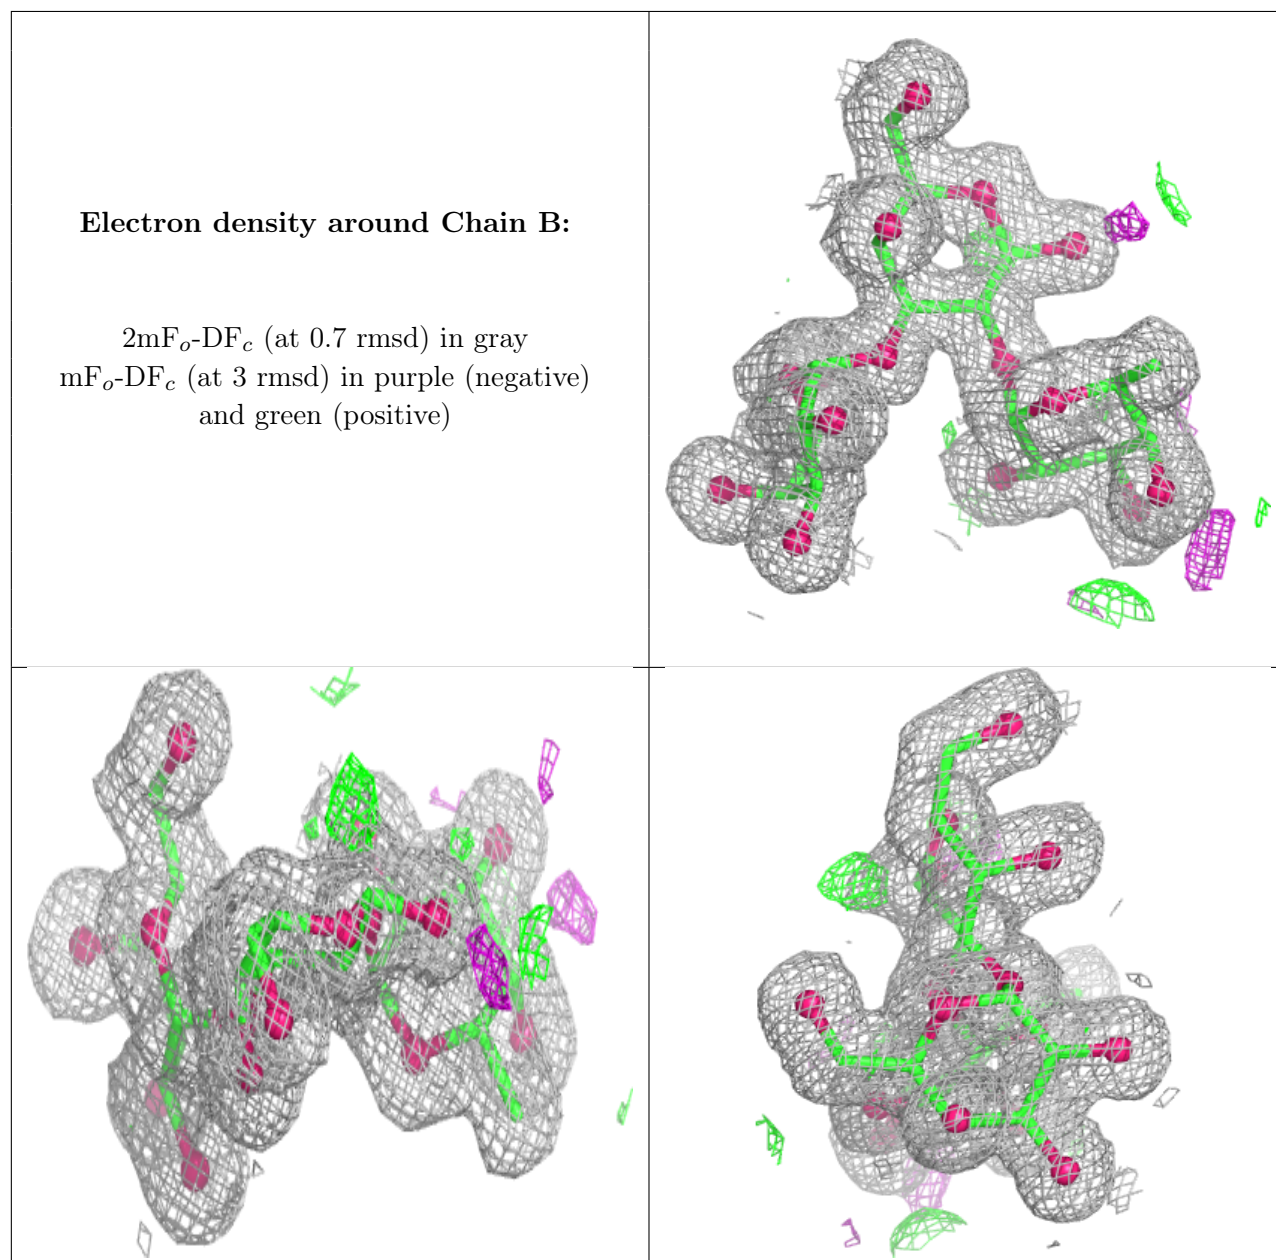 Electron density around Chain B:
2mFₒ-DF𝒸 (at 0.7 rmsd) in gray
mFₒ-DF𝒸 (at 3 rmsd) in purple (negative)
and green (positive)